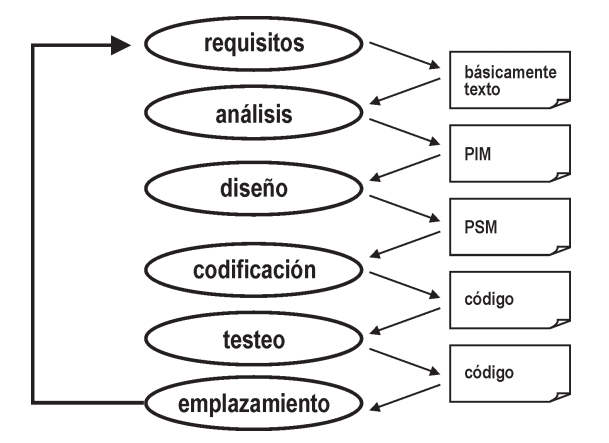 requisitos
básicamente
texto
análisis
PIM
diseño
PSM
codificación
código
testeo
código
emplazamiento